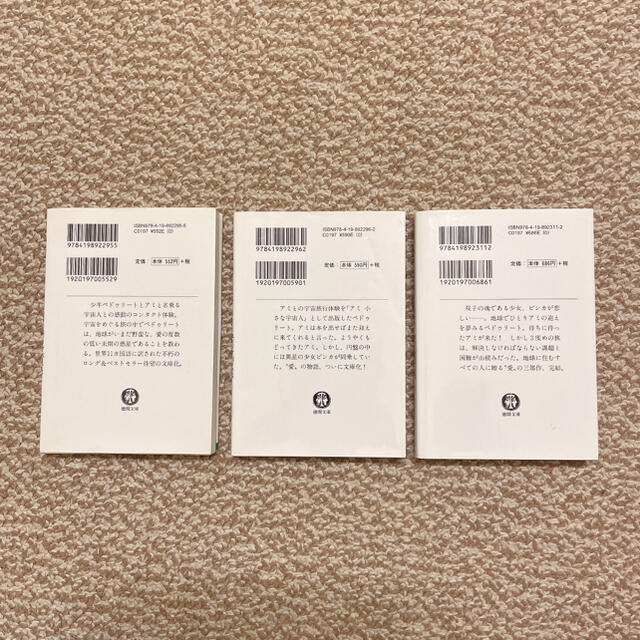 9784198922955
ISBN978-4-19-892295-5
C0197 ¥552E (0)
1920197005529
定価 本体 552円 +税
少年ペドゥリートとアミと名乗る
宇宙人との感動のコンタクト体験。
宇宙をめぐる旅の中でペドゥリート
は、地球がいまだ野蛮な、愛の度数
の低い未開の惑星であることを教わ
る。世界11カ国語に訳された不朽の
ロング&ベストセラー待望の文庫化。
徳間文庫
9784198922962
ISBN978-4-19-892296-2
C0197 ¥590E (0)
1920197005901
定価 本体 590円 +税
アミとの宇宙旅行体験を「アミ 小
さな宇宙人」として出版したペドゥ
リート。アミは本を出せばまた迎え
に来てくれると言った。ようやくも
どってきたアミ。しかし、円盤の中
には異星の少女ビンカが同乗してい
た。“愛”の物語、ついに文庫化!
徳間文庫
9784198923112
ISBN978-4-19-892311-2
C0197 ¥686E (0)
1920197006861
定価 本体 686円 +税
双子の魂である少女、ビンカが恋
しい――。地球でひとりアミの迎え
を夢みるペドゥリート。待ちに待っ
たアミが来た! しかし3度めの旅
は、解決しなければならない課題と
困難が山積みだった。地球に住むす
べての人に贈る“愛”の三部作、完結。
徳間文庫